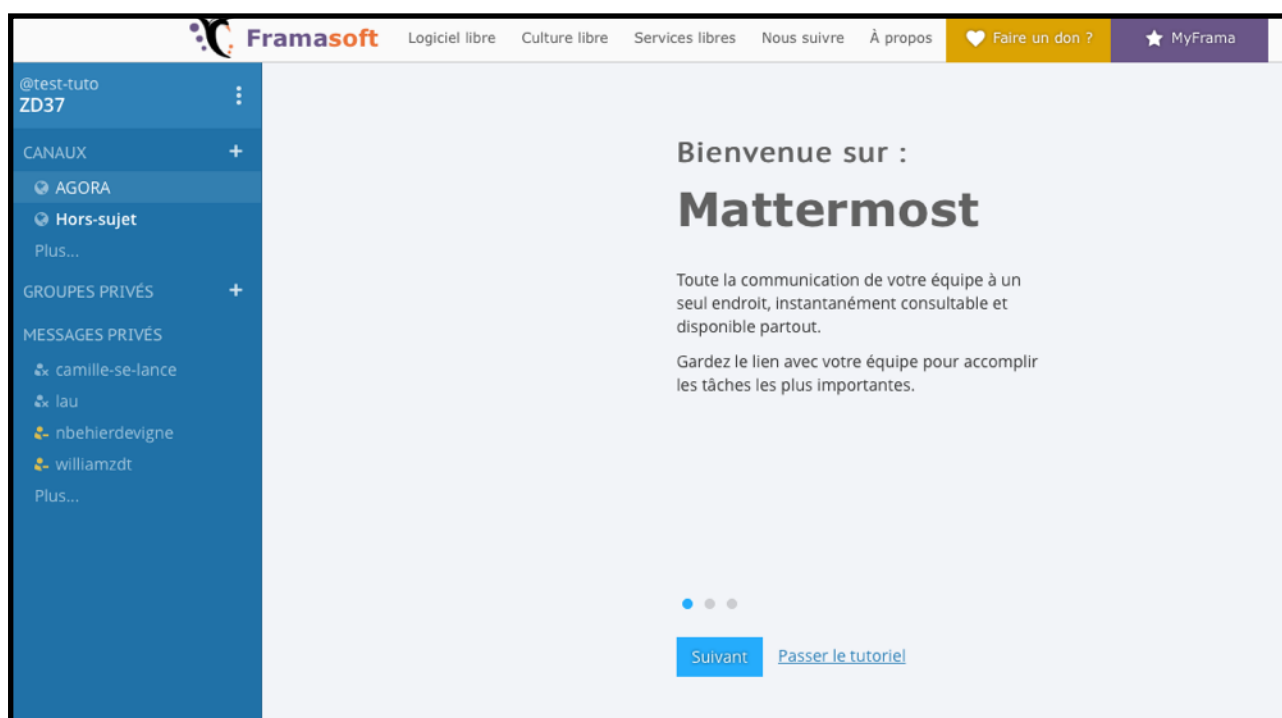 Framasoft
Logiciel libre
Culture libre
Services libres
Nous suivre
À propos
Faire un don ?
MyFrama
@test-tuto
ZD37
CANAUX +
AGORA
Hors-sujet
Plus...
GROUPES PRIVÉS +
MESSAGES PRIVÉS
camille-se-lance
lau
nbehierdevigne
williamzdt
Plus...
Bienvenue sur :
Mattermost
Toute la communication de votre équipe à un
seul endroit, instantanément consultable et
disponible partout.
Gardez le lien avec votre équipe pour accomplir
les tâches les plus importantes.
Suivant
Passer le tutoriel